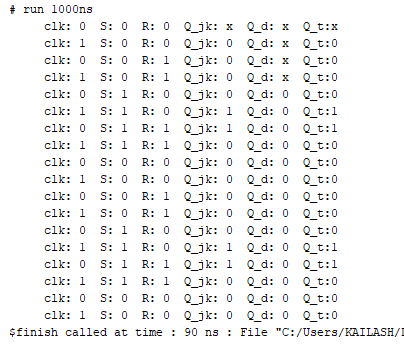 # run 1000ns
clk: 0 S: 0 R: 0 Q_jk: x Q_d: x Q_t:x
clk: 1 S: 0 R: 0 Q_jk: 0 Q_d: x Q_t:0
clk: 0 S: 0 R: 1 Q_jk: 0 Q_d: x Q_t:0
clk: 1 S: 0 R: 1 Q_jk: 0 Q_d: x Q_t:0
clk: 0 S: 1 R: 0 Q_jk: 0 Q_d: 0 Q_t:0
clk: 1 S: 1 R: 0 Q_jk: 1 Q_d: 0 Q_t:1
clk: 0 S: 1 R: 1 Q_jk: 1 Q_d: 0 Q_t:1
clk: 1 S: 1 R: 1 Q_jk: 0 Q_d: 0 Q_t:0
clk: 0 S: 0 R: 0 Q_jk: 0 Q_d: 0 Q_t:0
clk: 1 S: 0 R: 0 Q_jk: 0 Q_d: 0 Q_t:0
clk: 0 S: 0 R: 1 Q_jk: 0 Q_d: 0 Q_t:0
clk: 1 S: 0 R: 1 Q_jk: 0 Q_d: 0 Q_t:0
clk: 0 S: 1 R: 0 Q_jk: 0 Q_d: 0 Q_t:0
clk: 1 S: 1 R: 0 Q_jk: 1 Q_d: 0 Q_t:1
clk: 0 S: 1 R: 1 Q_jk: 1 Q_d: 0 Q_t:1
clk: 1 S: 1 R: 1 Q_jk: 0 Q_d: 0 Q_t:0
clk: 0 S: 0 R: 0 Q_jk: 0 Q_d: 0 Q_t:0
clk: 1 S: 0 R: 0 Q_jk: 0 Q_d: 0 Q_t:0
$finish called at time : 90 ns : File "C:/Users/KAILASH/